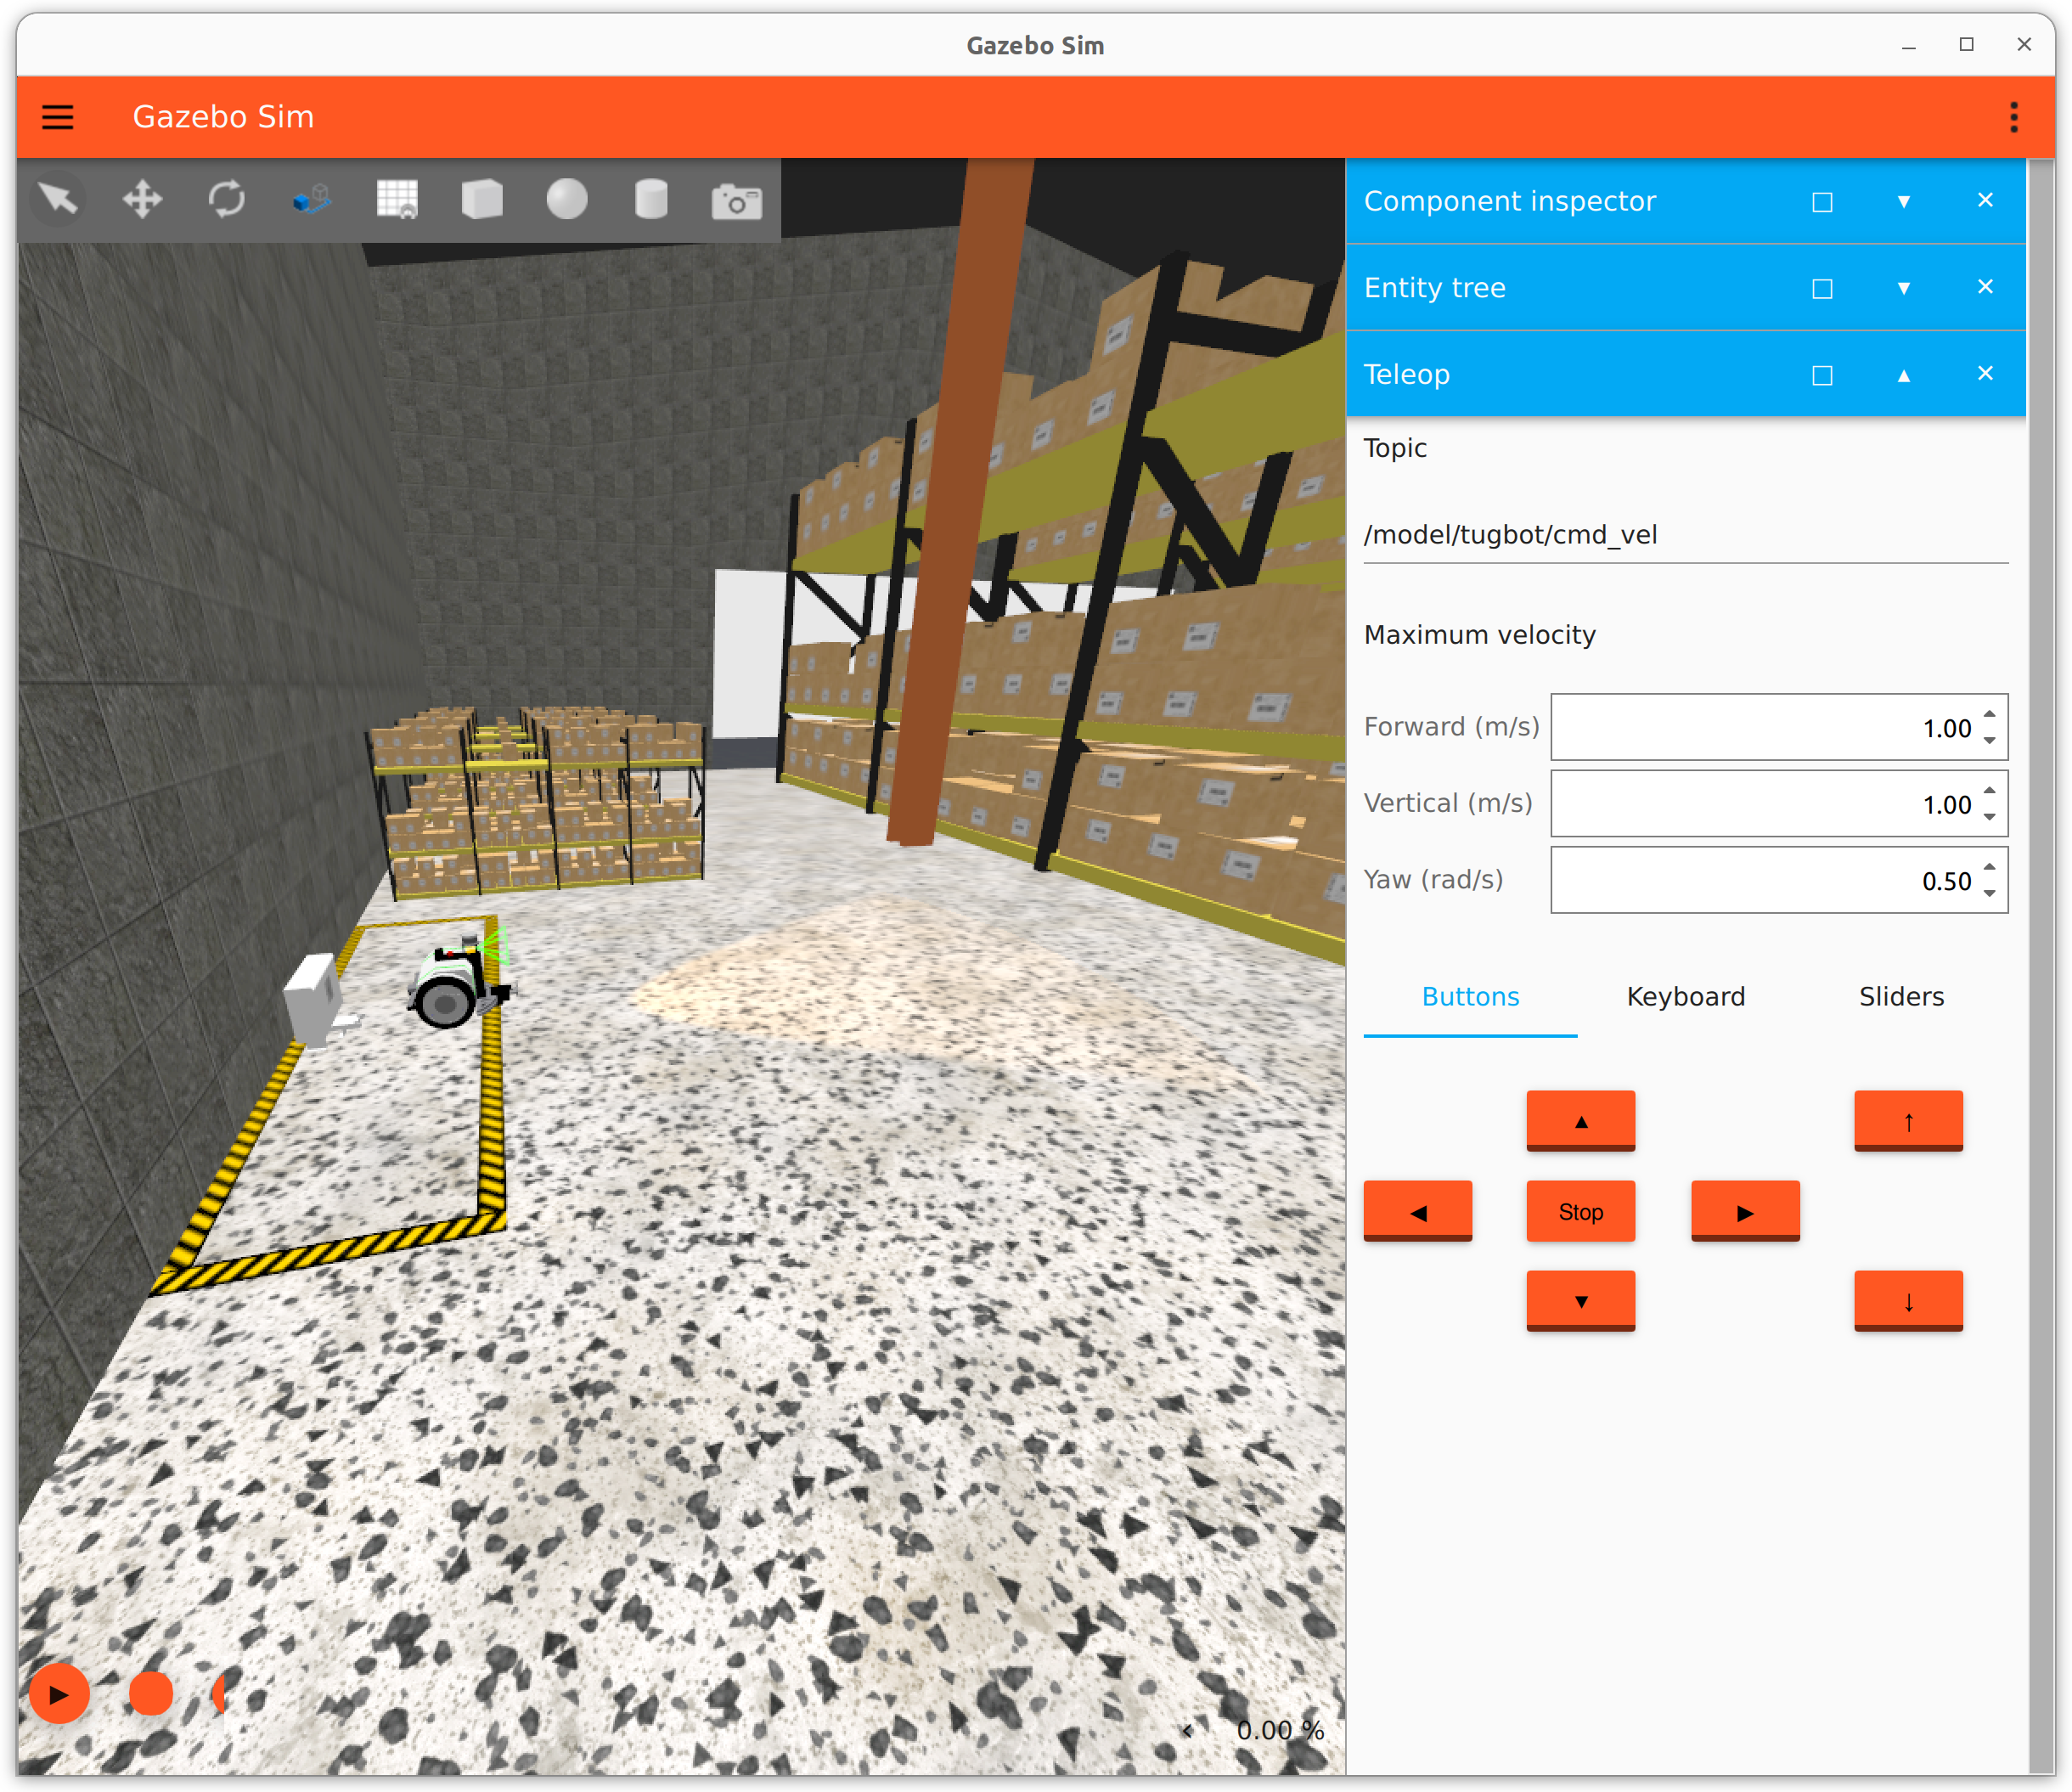 Gazebo Sim
Gazebo Sim
Component inspector
Entity tree
Teleop
Topic
/model/tugbot/cmd_vel
Maximum velocity
Forward (m/s) 1.00
Vertical (m/s) 1.00
Yaw (rad/s) 0.50
Buttons Keyboard Sliders
Stop
0.00 %